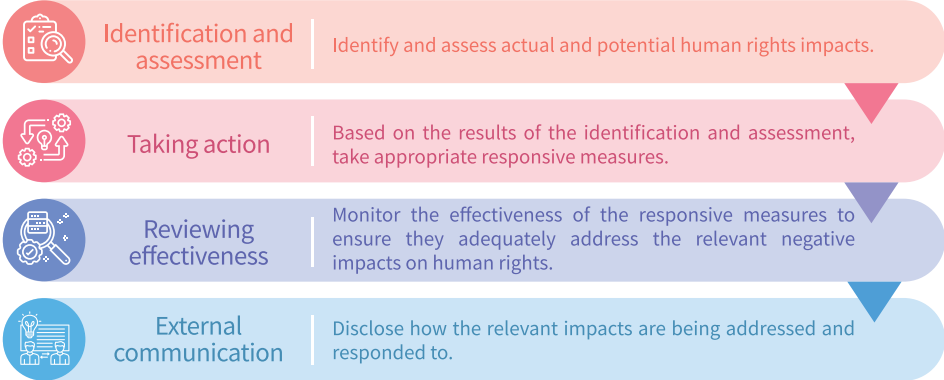 Identification and
assessment
Identify and assess actual and potential human rights impacts.
Taking action
Based on the results of the identification and assessment,
take appropriate responsive measures.
Reviewing
effectiveness
Monitor the effectiveness of the responsive measures to
ensure they adequately address the relevant negative
impacts on human rights.
External
communication
Disclose how the relevant impacts are being addressed and
responded to.